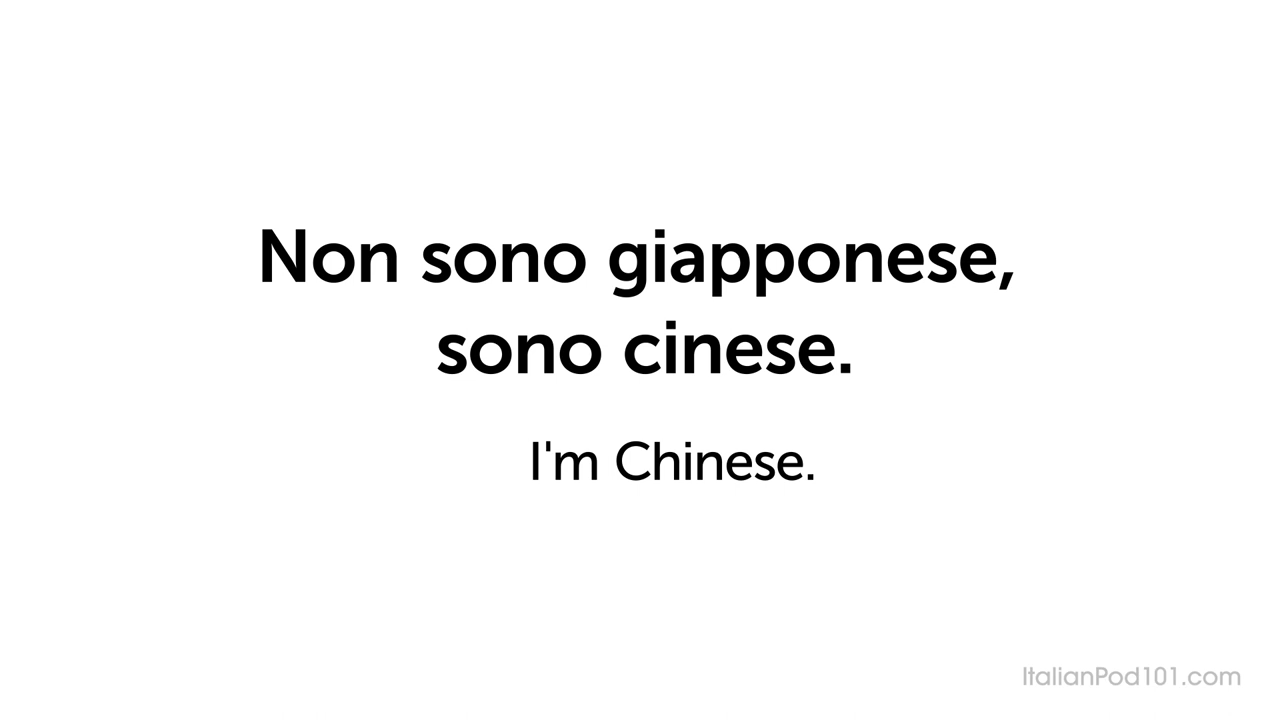 Non sono giapponese,
sono cinese.
I'm Chinese.
ItalianPod101.com